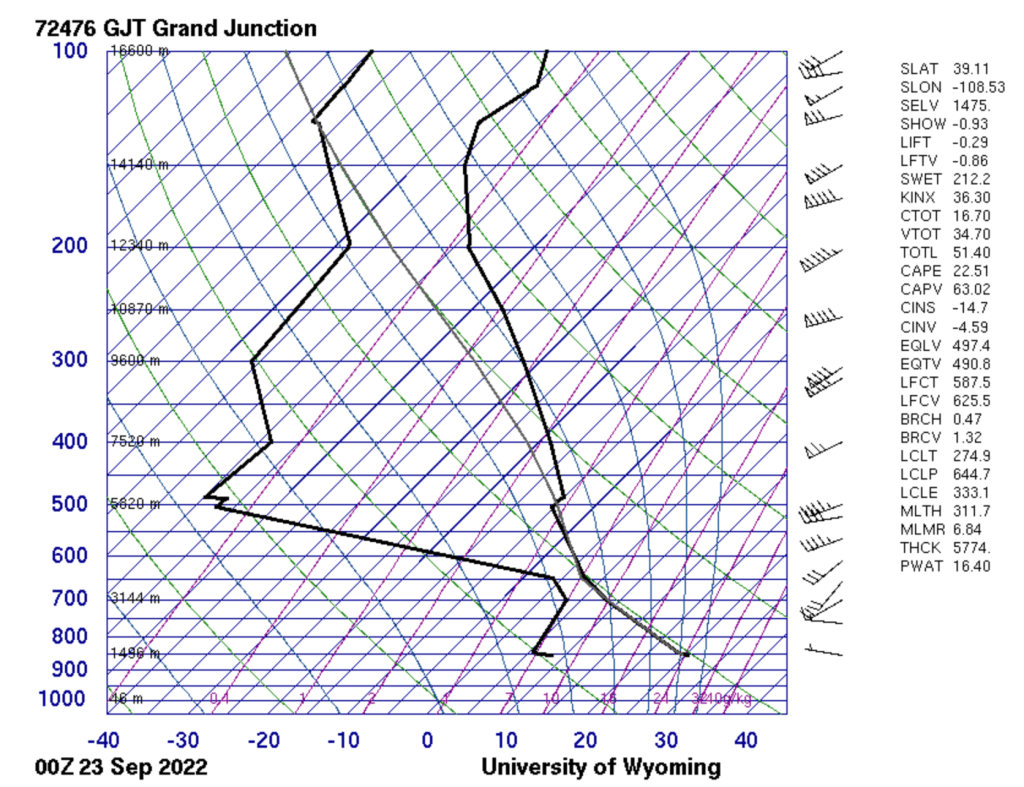 72476 GJT Grand Junction
100 16600 m
14140 m
200 12340 m
10870 m
300 9600 m
400 7520 m
500 5820 m
600
700 3144 m
800
1496 m
900
1000 46 m 0.4 1 2 4 7 10 16 24 32 40g/kg
-40 -30 -20 -10 0 10 20 30 40
00Z 23 Sep 2022 University of Wyoming
SLAT 39.11
SLON -108.53
SELV 1475.
SHOW -0.93
LIFT -0.29
LFTV -0.86
SWET 212.2
KINX 36.30
CTOT 16.70
VTOT 34.70
TOTL 51.40
CAPE 22.51
CAPV 63.02
CINS -14.7
CINV -4.59
EQLV 497.4
EQTV 490.8
LFCT 587.5
LFCV 625.5
BRCH 0.47
BRCV 1.32
LCLT 274.9
LCLP 644.7
LCLE 333.1
MLTH 311.7
MLMR 6.84
THCK 5774.
PWAT 16.40